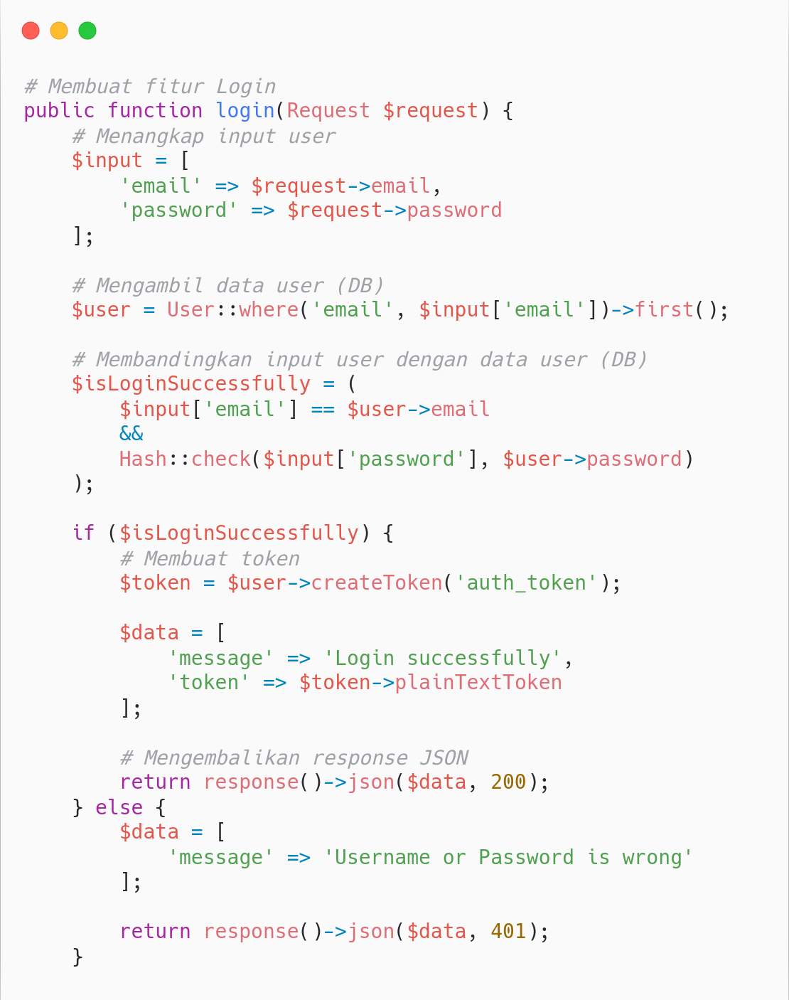 # Membuat fitur Login
public function login(Request $request) {
    # Menangkap input user
    $input = [
        'email' => $request->email,
        'password' => $request->password
    ];

    # Mengambil data user (DB)
    $user = User::where('email', $input['email'])->first();

    # Membandingkan input user dengan data user (DB)
    $isLoginSuccessfully = (
        $input['email'] == $user->email
        &&
        Hash::check($input['password'], $user->password)
    );

    if ($isLoginSuccessfully) {
        # Membuat token
        $token = $user->createToken('auth_token');

        $data = [
            'message' => 'Login successfully',
            'token' => $token->plainTextToken
        ];

        # Mengembalikan response JSON
        return response()->json($data, 200);
    } else {
        $data = [
            'message' => 'Username or Password is wrong'
        ];

        return response()->json($data, 401);
    }